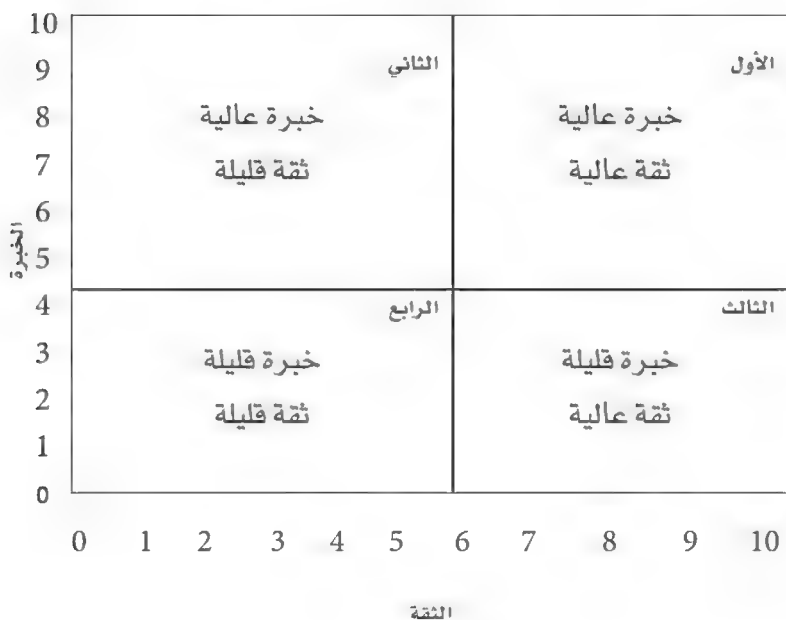 10
9
8
7
6
5
4
3
2
1
0
الخبرة
الأول
خبرة عالية
ثقة عالية
الثاني
خبرة عالية
ثقة قليلة
الثالث
خبرة قليلة
ثقة عالية
الرابع
خبرة قليلة
ثقة قليلة
0 1 2 3 4 5 6 7 8 9 10
الثقة